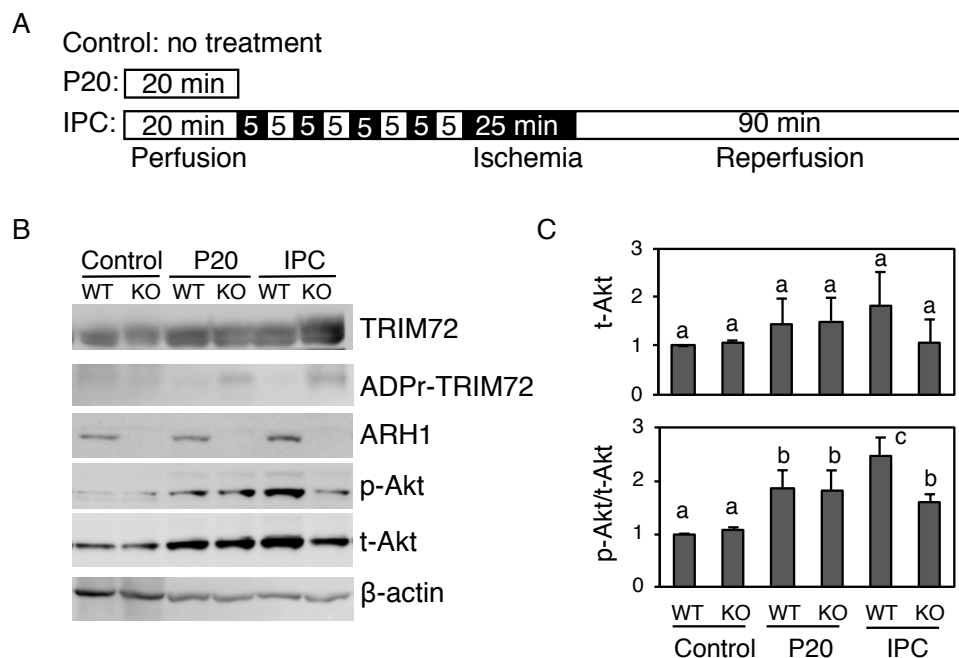 A
Control: no treatment
P20: 20 min
IPC: 20 min 5 5 5 5 5 5 5 5 25 min 90 min
Perfusion Ischemia Reperfusion
B
Control P20 IPC
WT KO WT KO WT KO
TRIM72
ADPr-TRIM72
ARH1
p-Akt
t-Akt
β-actin
C
t-Akt
3
2
1
0
a a a a a a
p-Akt/t-Akt
3
2
1
0
a a b b c b
WT KO WT KO WT KO
Control P20 IPC